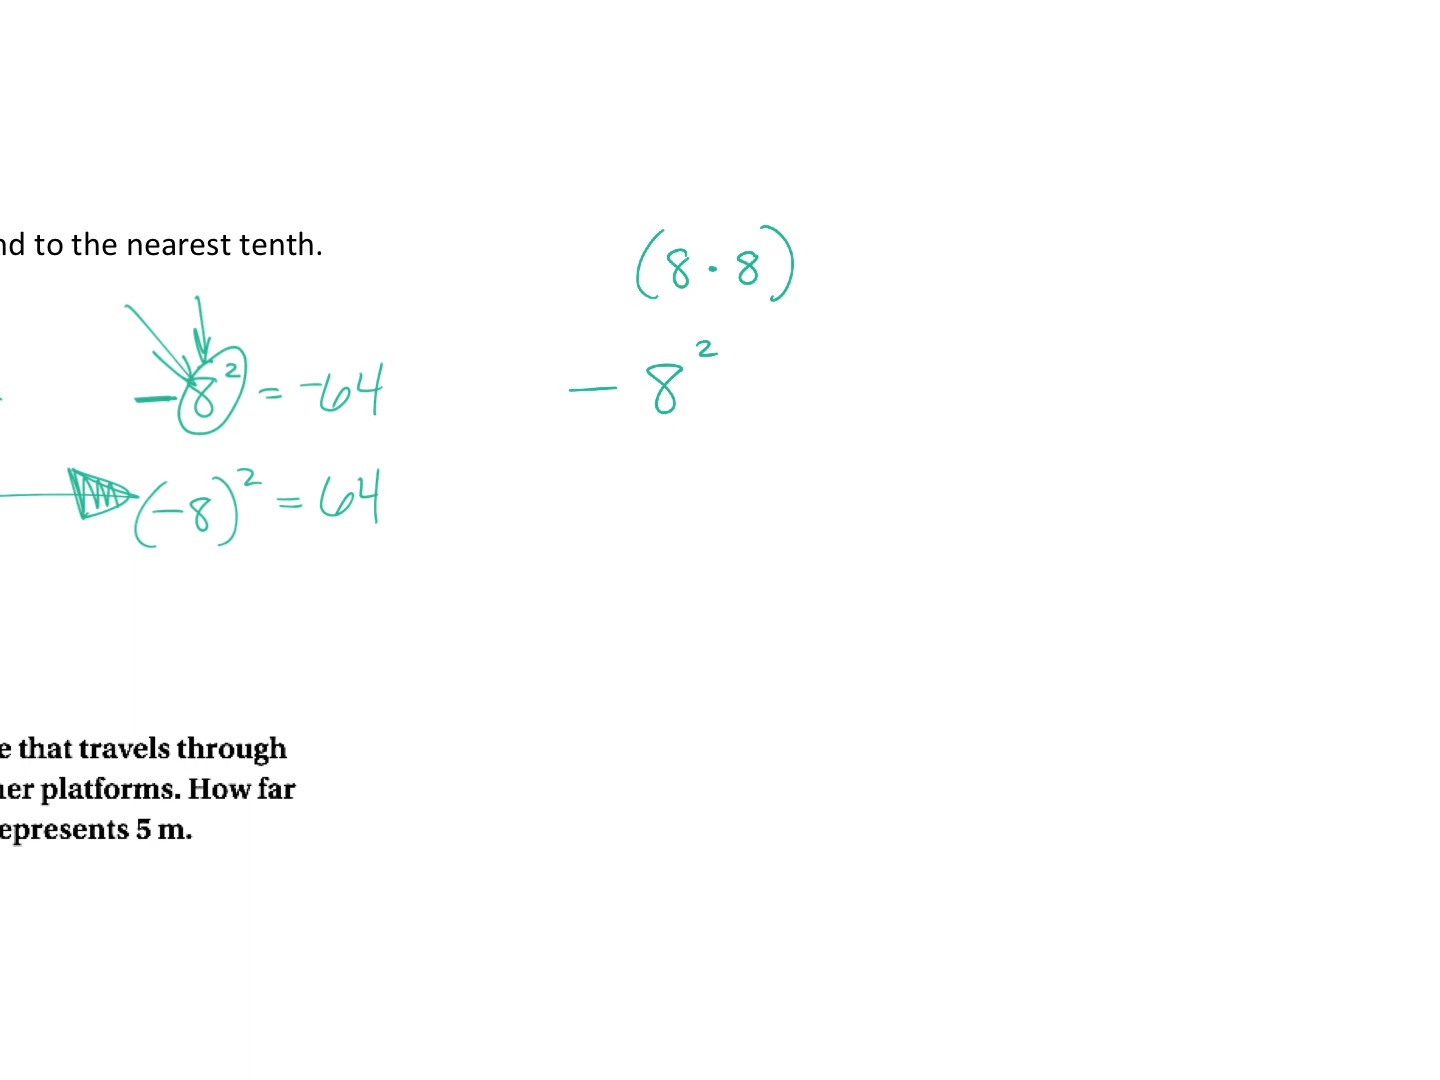 nd to the nearest tenth.
(8 · 8)
-8² = -64
- 8²
(-8)² = 64
e that travels through
ner platforms. How far
epresents 5 m.